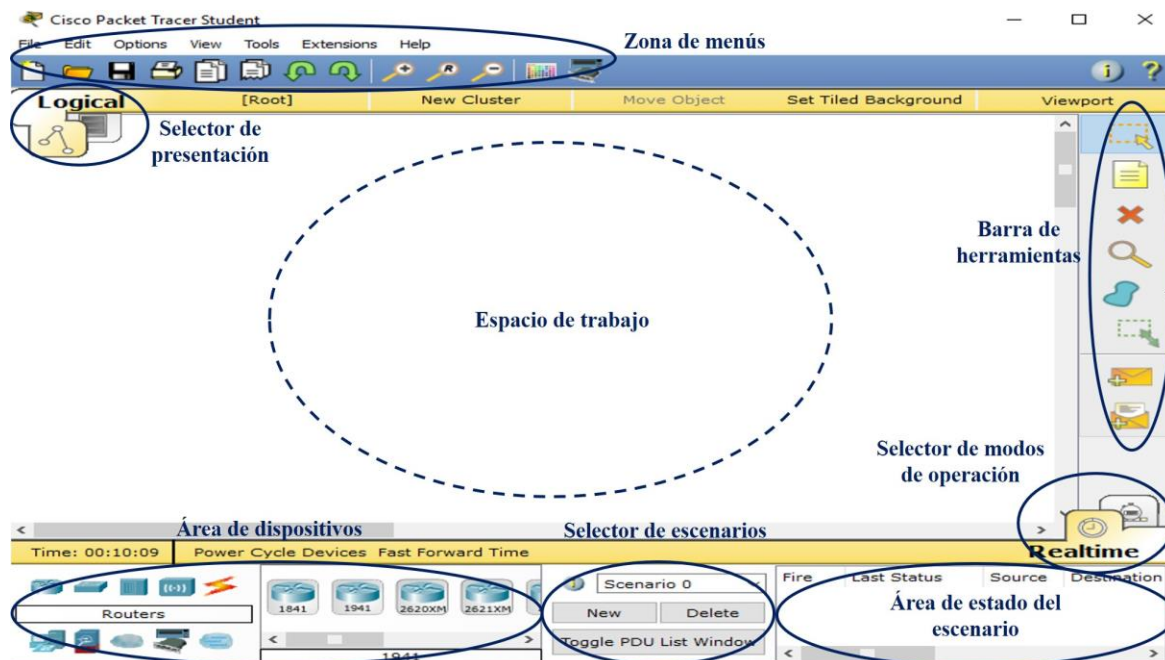 Cisco Packet Tracer Student
File Edit Options View Tools Extensions Help
Zona de menús
Logical [Root] New Cluster Move Object Set Tiled Background Viewport
Selector de
presentación
Barra de
herramientas
Espacio de trabajo
Selector de modos
de operación
Área de dispositivos
Selector de escenarios
Time: 00:10:09 Power Cycle Devices Fast Forward Time
Realtime
Routers
1841 1941 2620XM 2621XM
1941
Scenario 0
New Delete
Toggle PDU List Window
Fire Last Status Source Destination
Área de estado del
escenario